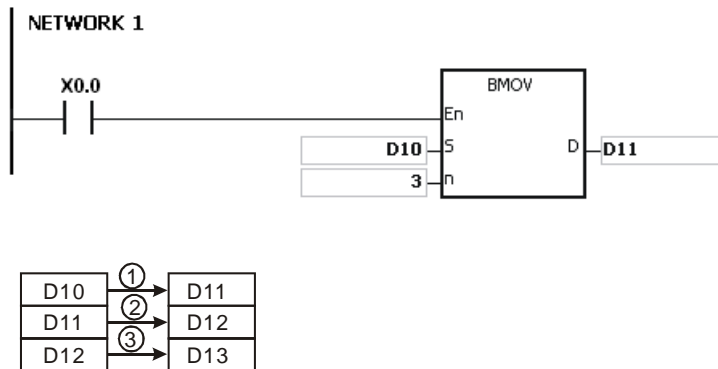 NETWORK 1
X0.0
BMOV
En
D10 S D D11
3 n
D10 ① D11
D11 ② D12
D12 ③ D13